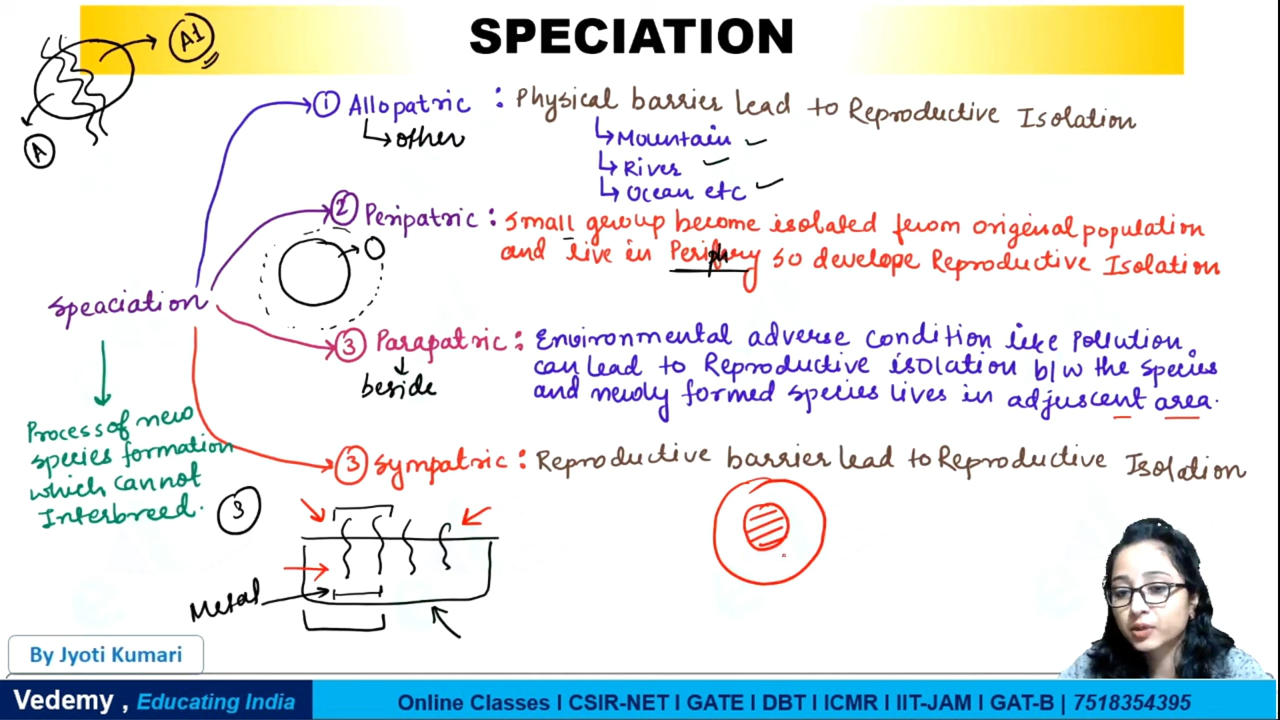 SPECIATION
A1
A
① Allopatric : Physical barrier lead to Reproductive Isolation
↳ other
↳ Mountain ✓
↳ River ✓
↳ Ocean etc ✓
② Peripatric : Small group become isolated from original population
and live in Periphry so develope Reproductive Isolation
Speaciation
③ Parapatric : Environmental adverse condition like Pollution.
can lead to Reproductive isolation b/w the species
and newly formed species lives in adjuscent area.
beside
Process of new
species formation
which cannot
Interbreed.
③ Sympatric : Reproductive barrier lead to Reproductive Isolation
3
Metal
By Jyoti Kumari
Vedemy , Educating India
Online Classes I CSIR-NET I GATE I DBT I ICMR I IIT-JAM I GAT-B I 7518354395